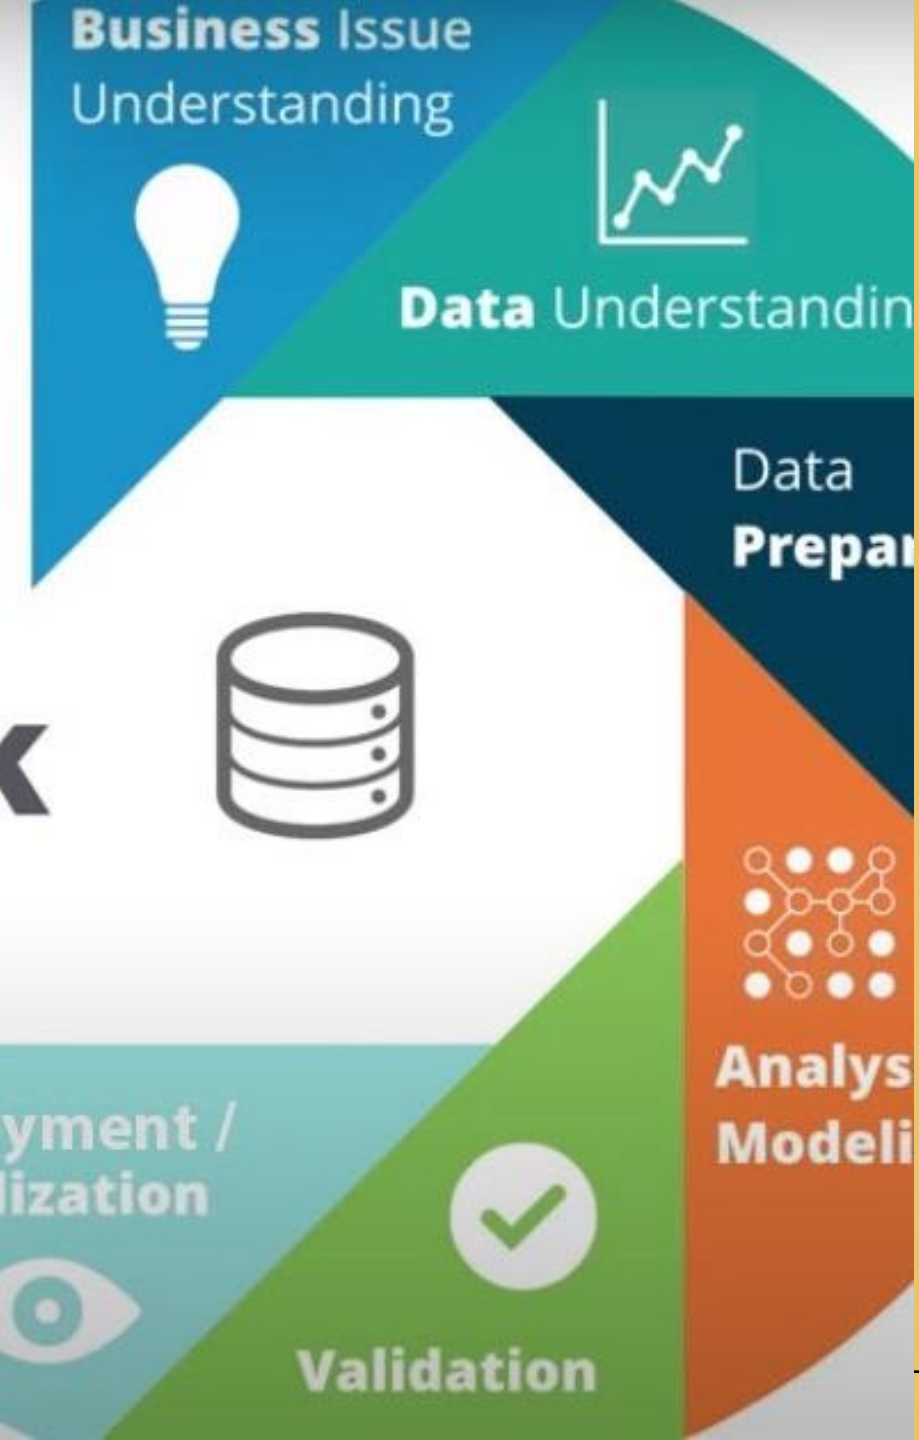 Business Issue
Understanding
Data Understandin
Data
Prepar
Analys
Modeli
yment /
lization
Validation